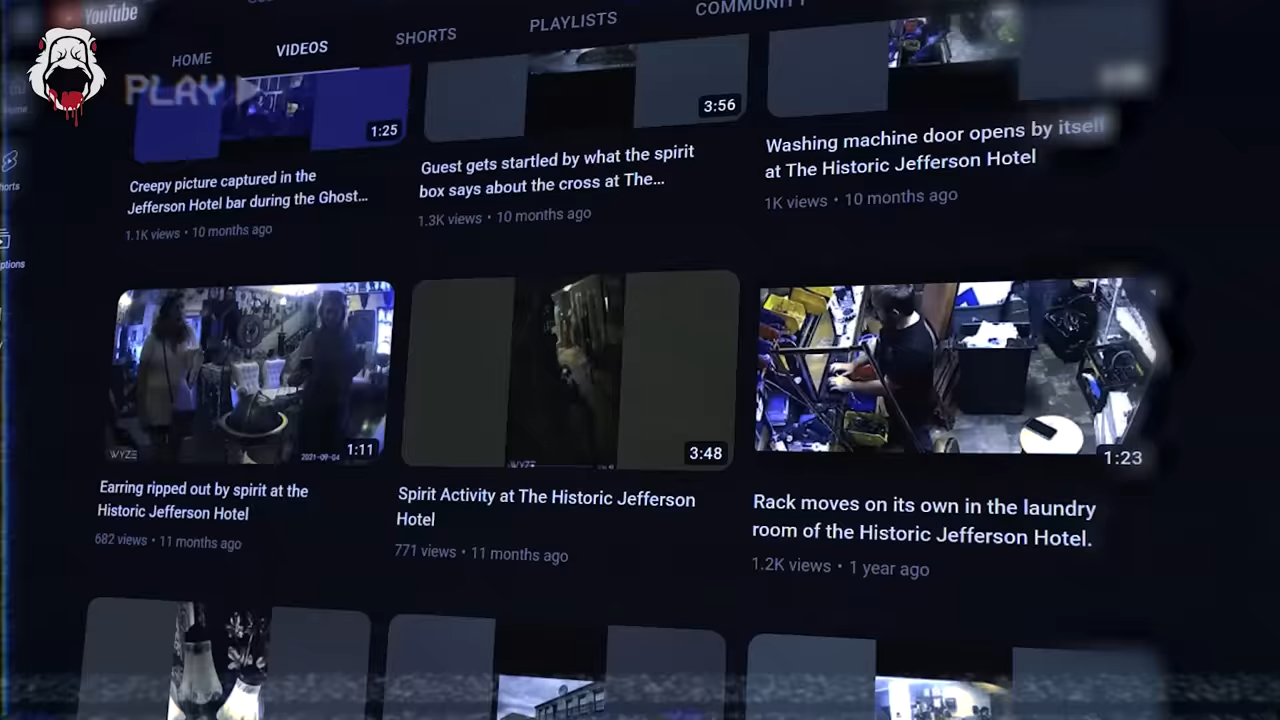 YouTube
HOME
VIDEOS
SHORTS
PLAYLISTS
COMMUNITY
PLAY
1:25
3:56
Creepy picture captured in the
Jefferson Hotel bar during the Ghost...
1.1K views • 10 months ago
Guest gets startled by what the spirit
box says about the cross at The...
1.3K views • 10 months ago
Washing machine door opens by itself
at The Historic Jefferson Hotel
1K views • 10 months ago
WYZE
2021-09-04
1:11
WYZE
3:48
1:23
Earring ripped out by spirit at the
Historic Jefferson Hotel
682 views • 11 months ago
Spirit Activity at The Historic Jefferson
Hotel
771 views • 11 months ago
Rack moves on its own in the laundry
room of the Historic Jefferson Hotel.
1.2K views • 1 year ago